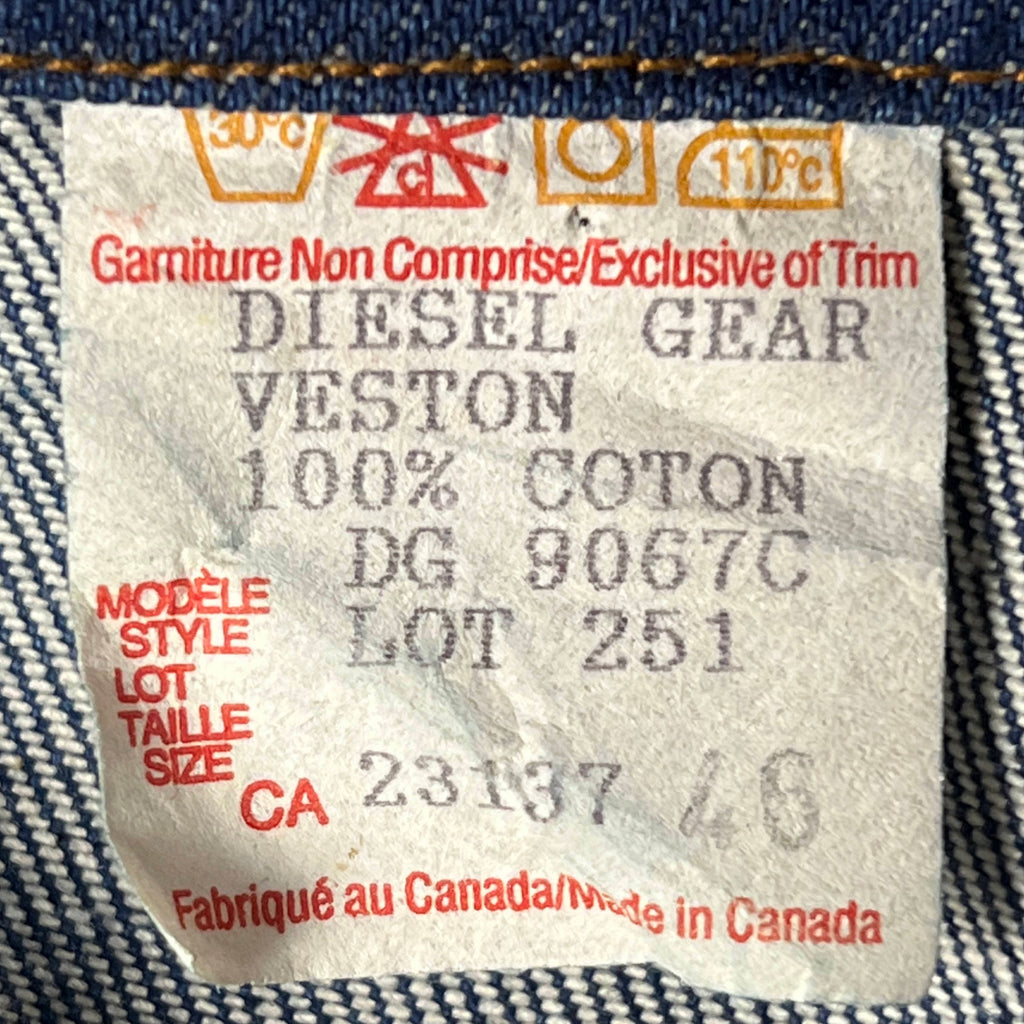 30°C CL 110°C
Garniture Non Comprise/Exclusive of Trim
DIESEL GEAR
VESTON
100% COTON
DG 9067C
MODÈLE
STYLE
LOT 251
LOT
TAILLE
SIZE
CA 23137 46
Fabriqué au Canada/Made in Canada